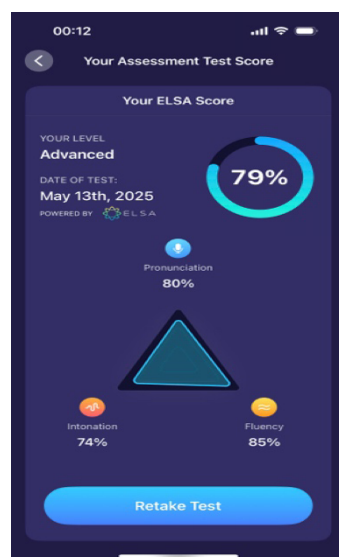 00:12
Your Assessment Test Score
Your ELSA Score
YOUR LEVEL
Advanced
79%
DATE OF TEST:
May 13th, 2025
POWERED BY ELSA
Pronunciation
80%
Intonation
74%
Fluency
85%
Retake Test